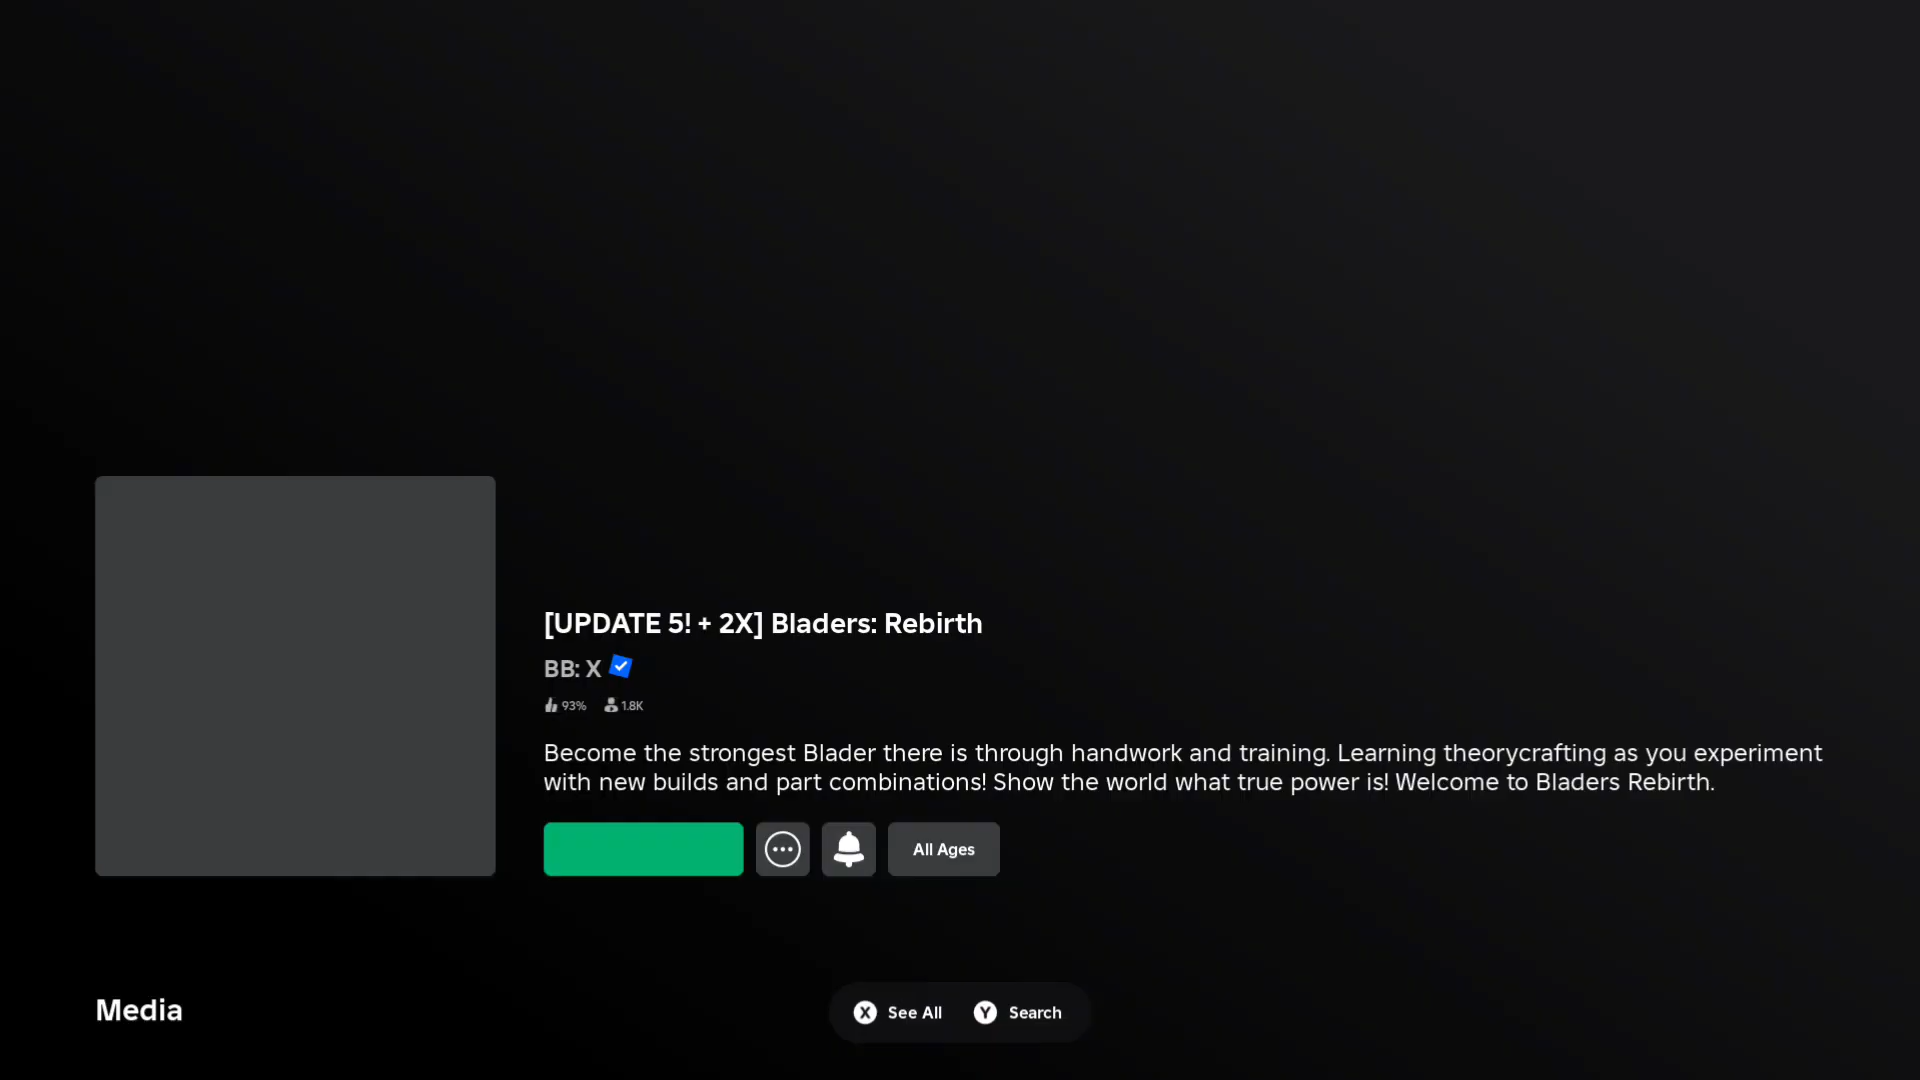 [UPDATE 5! + 2X] Bladers: Rebirth
BB: X
93% 1.8K
Become the strongest Blader there is through handwork and training. Learning theorycrafting as you experiment
with new builds and part combinations! Show the world what true power is! Welcome to Bladers Rebirth.
All Ages
Media
X See All Y Search